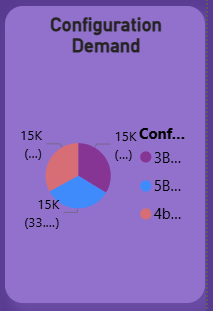 Configuration
Demand
15K
(...)
15K
(...)
15K
(33....)
Conf...
3B...
5B...
4b...